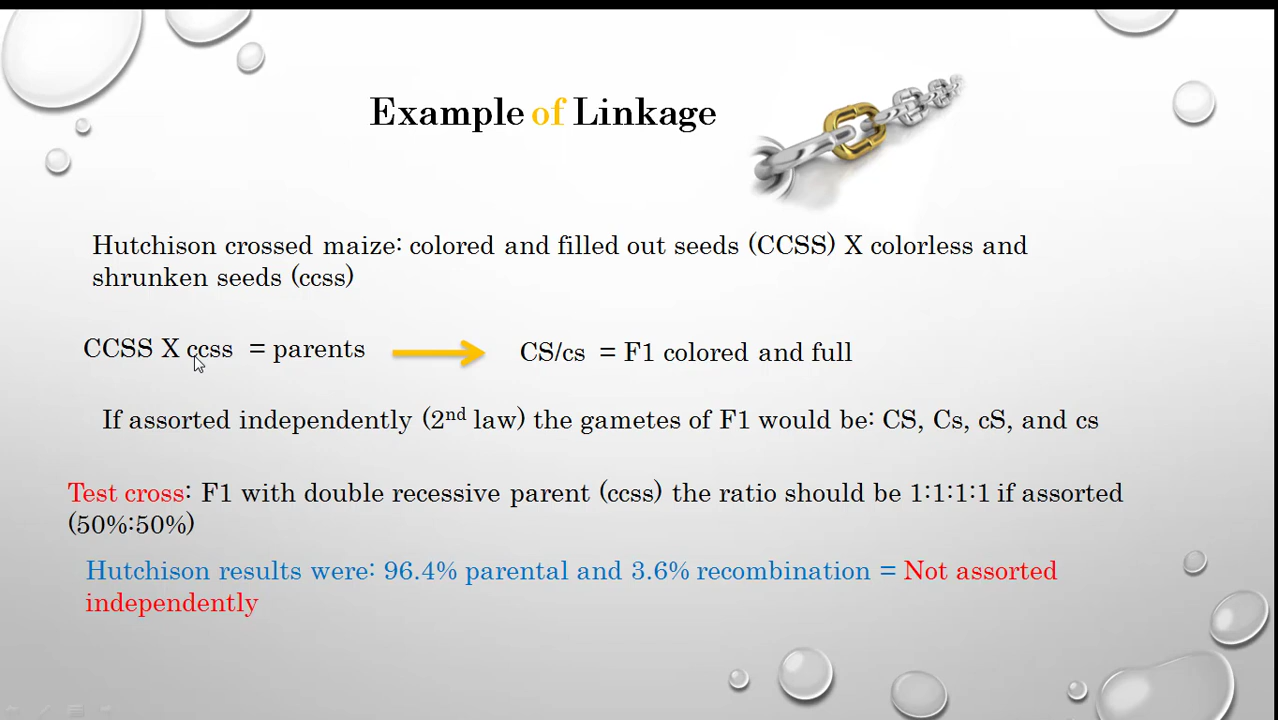 Example of Linkage
Hutchison crossed maize: colored and filled out seeds (CCSS) X colorless and
shrunken seeds (ccss)
CCSS X ccss = parents
CS/cs = F1 colored and full
If assorted independently (2nd law) the gametes of F1 would be: CS, Cs, cS, and cs
Test cross: F1 with double recessive parent (ccss) the ratio should be 1:1:1:1 if assorted
(50%:50%)
Hutchison results were: 96.4% parental and 3.6% recombination = Not assorted
independently